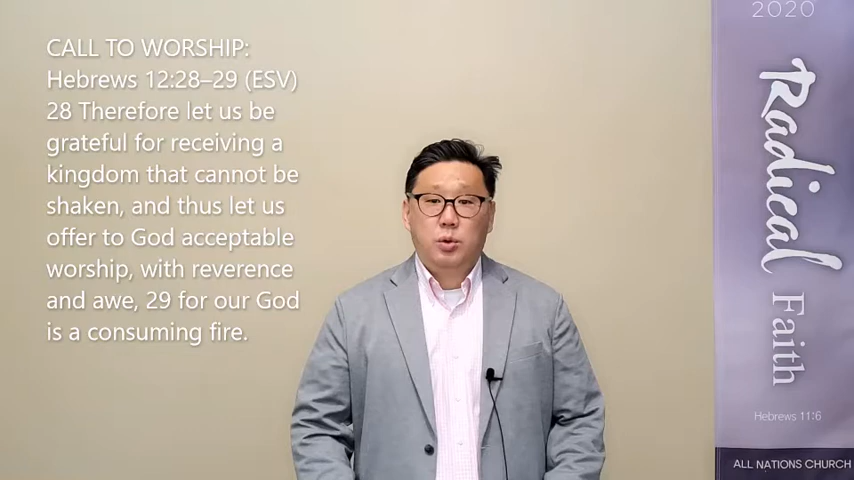 CALL TO WORSHIP:
Hebrews 12:28–29 (ESV)
28 Therefore let us be
grateful for receiving a
kingdom that cannot be
shaken, and thus let us
offer to God acceptable
worship, with reverence
and awe, 29 for our God
is a consuming fire.
2020
Radical
Faith
Hebrews 11:6
ALL NATIONS CHURCH